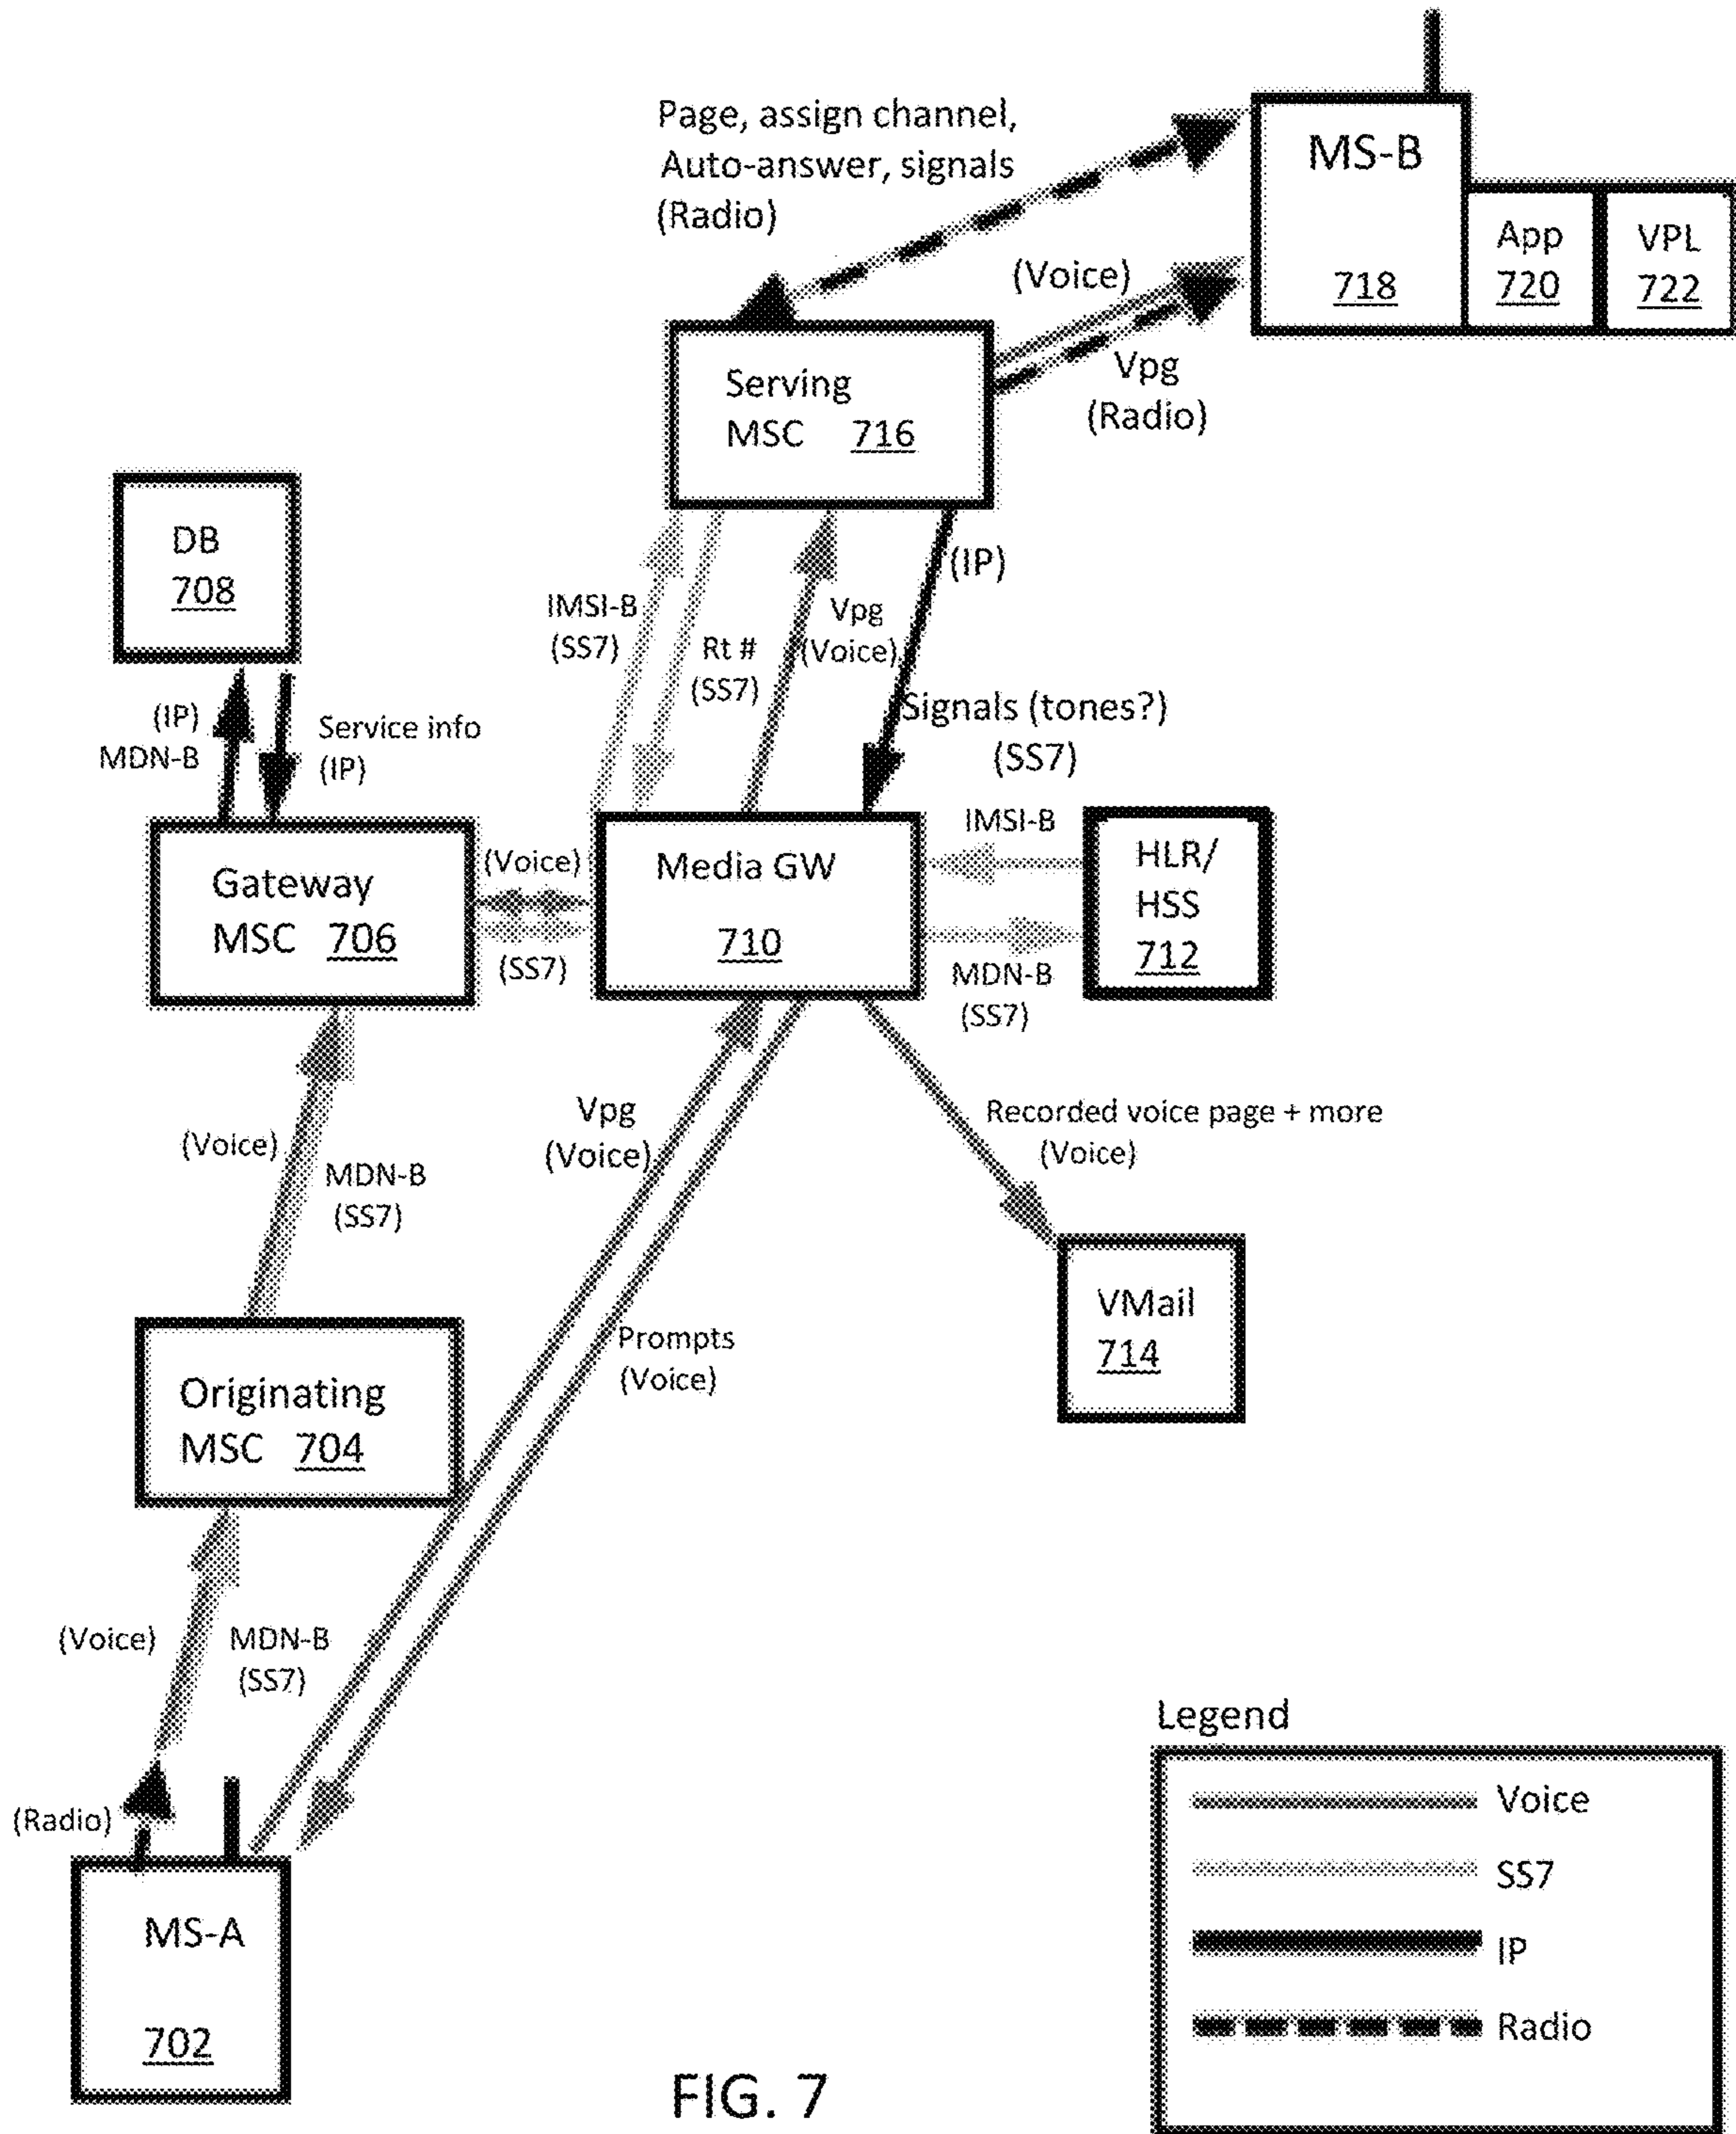 Page, assign channel,
Auto-answer, signals
(Radio)
MS-B
718
App
720
VPL
722
(Voice)
Vpg
(Radio)
Serving
MSC 716
DB
708
IMSI-B
(SS7)
Rt #
(SS7)
Vpg
(Voice)
(IP)
Signals (tones?)
(SS7)
(IP)
MDN-B
Service info
(IP)
Gateway
MSC 706
(Voice)
(SS7)
Media GW
710
IMSI-B
MDN-B
(SS7)
HLR/
HSS
712
(Voice)
MDN-B
(SS7)
Vpg
(Voice)
Recorded voice page + more
(Voice)
VMail
714
Prompts
(Voice)
Originating
MSC 704
(Voice)
MDN-B
(SS7)
(Radio)
MS-A
702
Legend
Voice
SS7
IP
Radio
FIG. 7